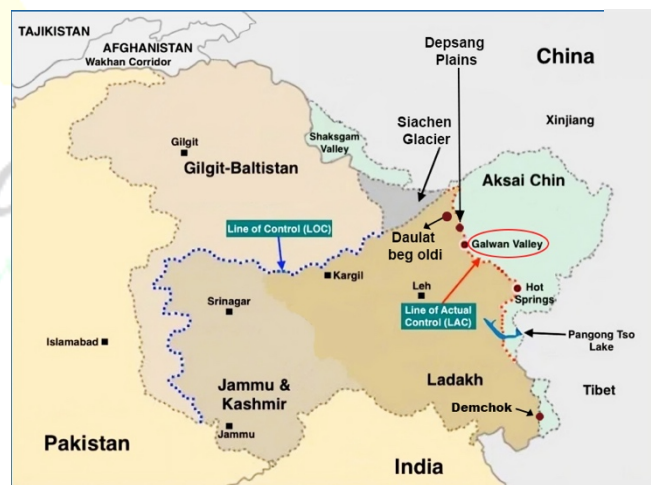 TAJIKISTAN
AFGHANISTAN
Wakhan Corridor
Depsang
Plains
China
Xinjiang
Siachen
Glacier
Shaksgam
Valley
Gilgit
Gilgit-Baltistan
Aksai Chin
Line of Control (LOC)
Daulat
beg oldi
Galwan Valley
Kargil
Leh
Hot
Springs
Srinagar
Line of Actual
Control (LAC)
Islamabad
Pangong Tso
Lake
Jammu &
Kashmir
Ladakh
Tibet
Demchok
Jammu
Pakistan
India